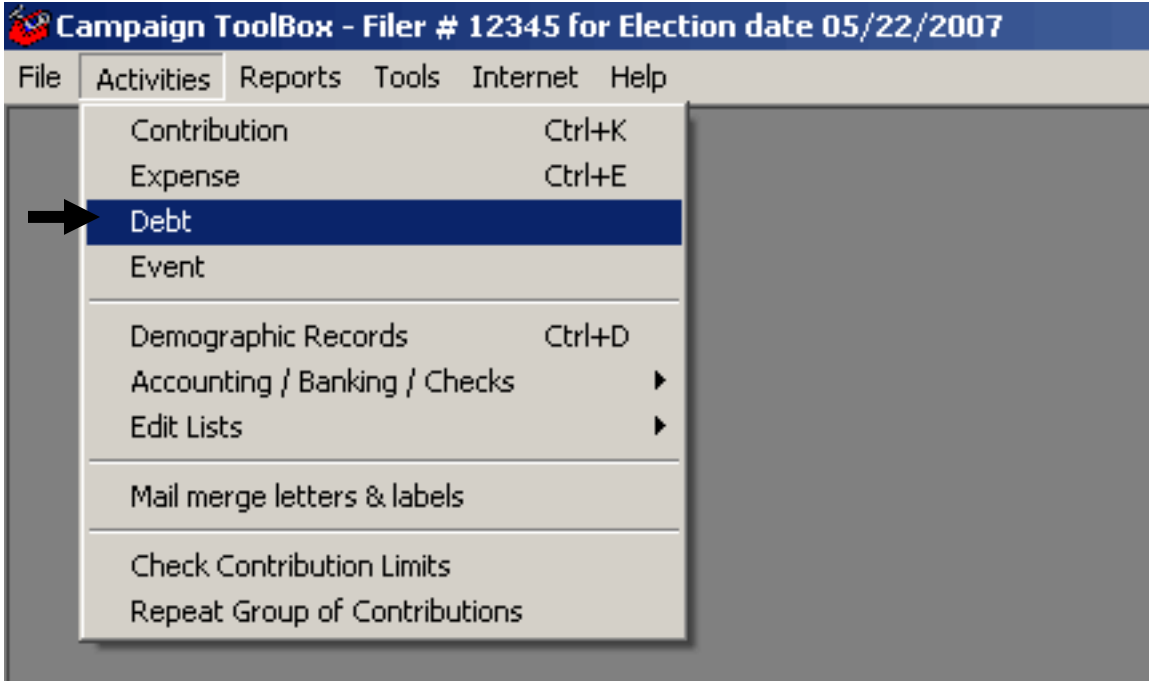 Campaign ToolBox - Filer # 12345 for Election date 05/22/2007
File Activities Reports Tools Internet Help
Contribution Ctrl+K
Expense Ctrl+E
Debt
Event
Demographic Records Ctrl+D
Accounting / Banking / Checks
Edit Lists
Mail merge letters & labels
Check Contribution Limits
Repeat Group of Contributions